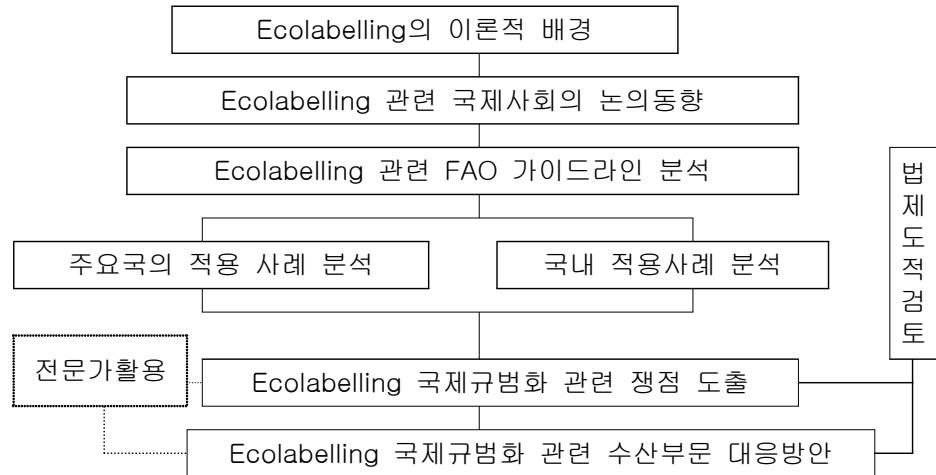 Ecolabelling의 이론적 배경
Ecolabelling 관련 국제사회의 논의동향
Ecolabelling 관련 FAO 가이드라인 분석
주요국의 적용 사례 분석
국내 적용사례 분석
법제도적검토
전문가활용
Ecolabelling 국제규범화 관련 쟁점 도출
Ecolabelling 국제규범화 관련 수산부문 대응방안